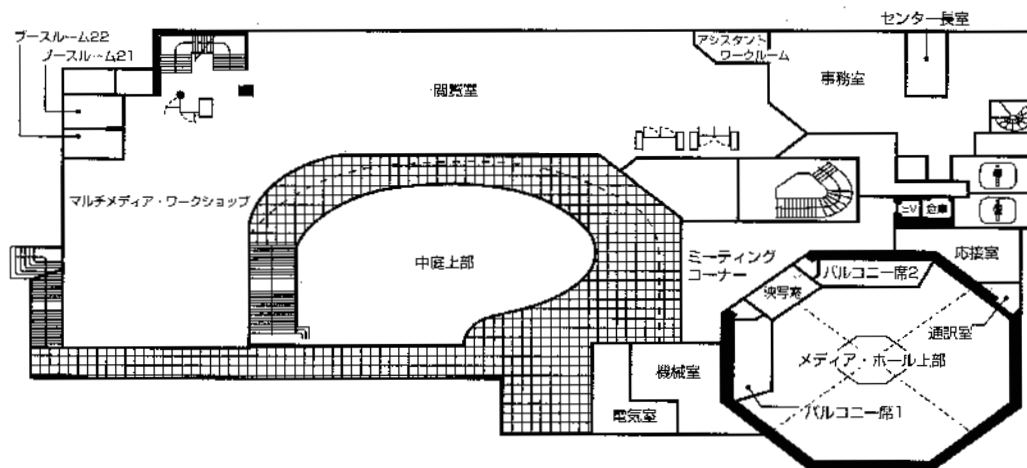 センター長室
ブースルーム22
ブースルーム21
アシスタント
ワークルーム
事務室
閲覧室
マルチメディア・ワークショップ
EV
倉庫
中庭上部
ミーティング
コーナー
応接室
バルコニー席2
映写室
通訳室
メディア・ホール上部
機械室
バルコニー席1
電気室